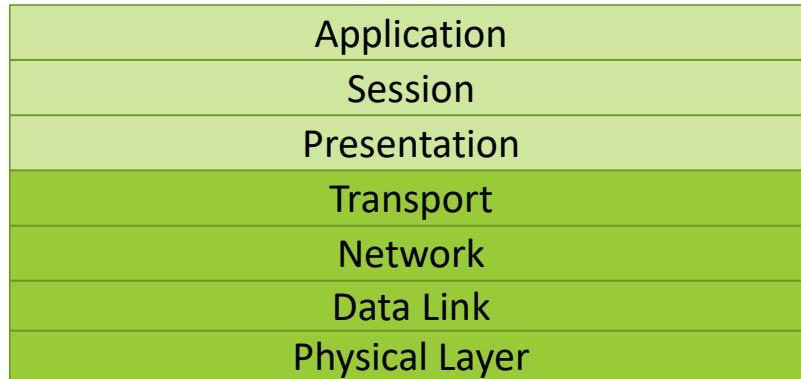 Application
Session
Presentation
Transport
Network
Data Link
Physical Layer